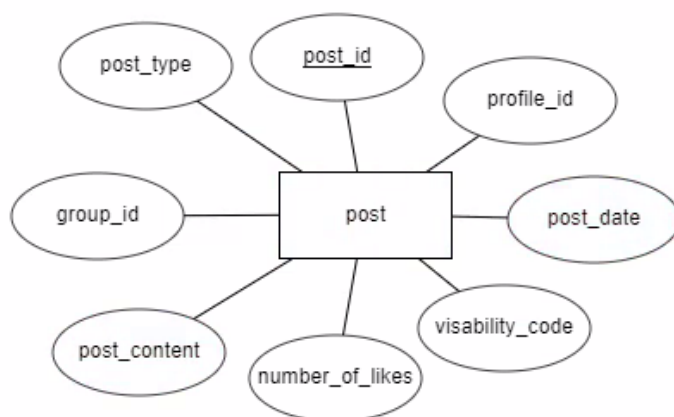 post_id
post_type
profile_id
group_id
post
post_date
visability_code
post_content
number_of_likes